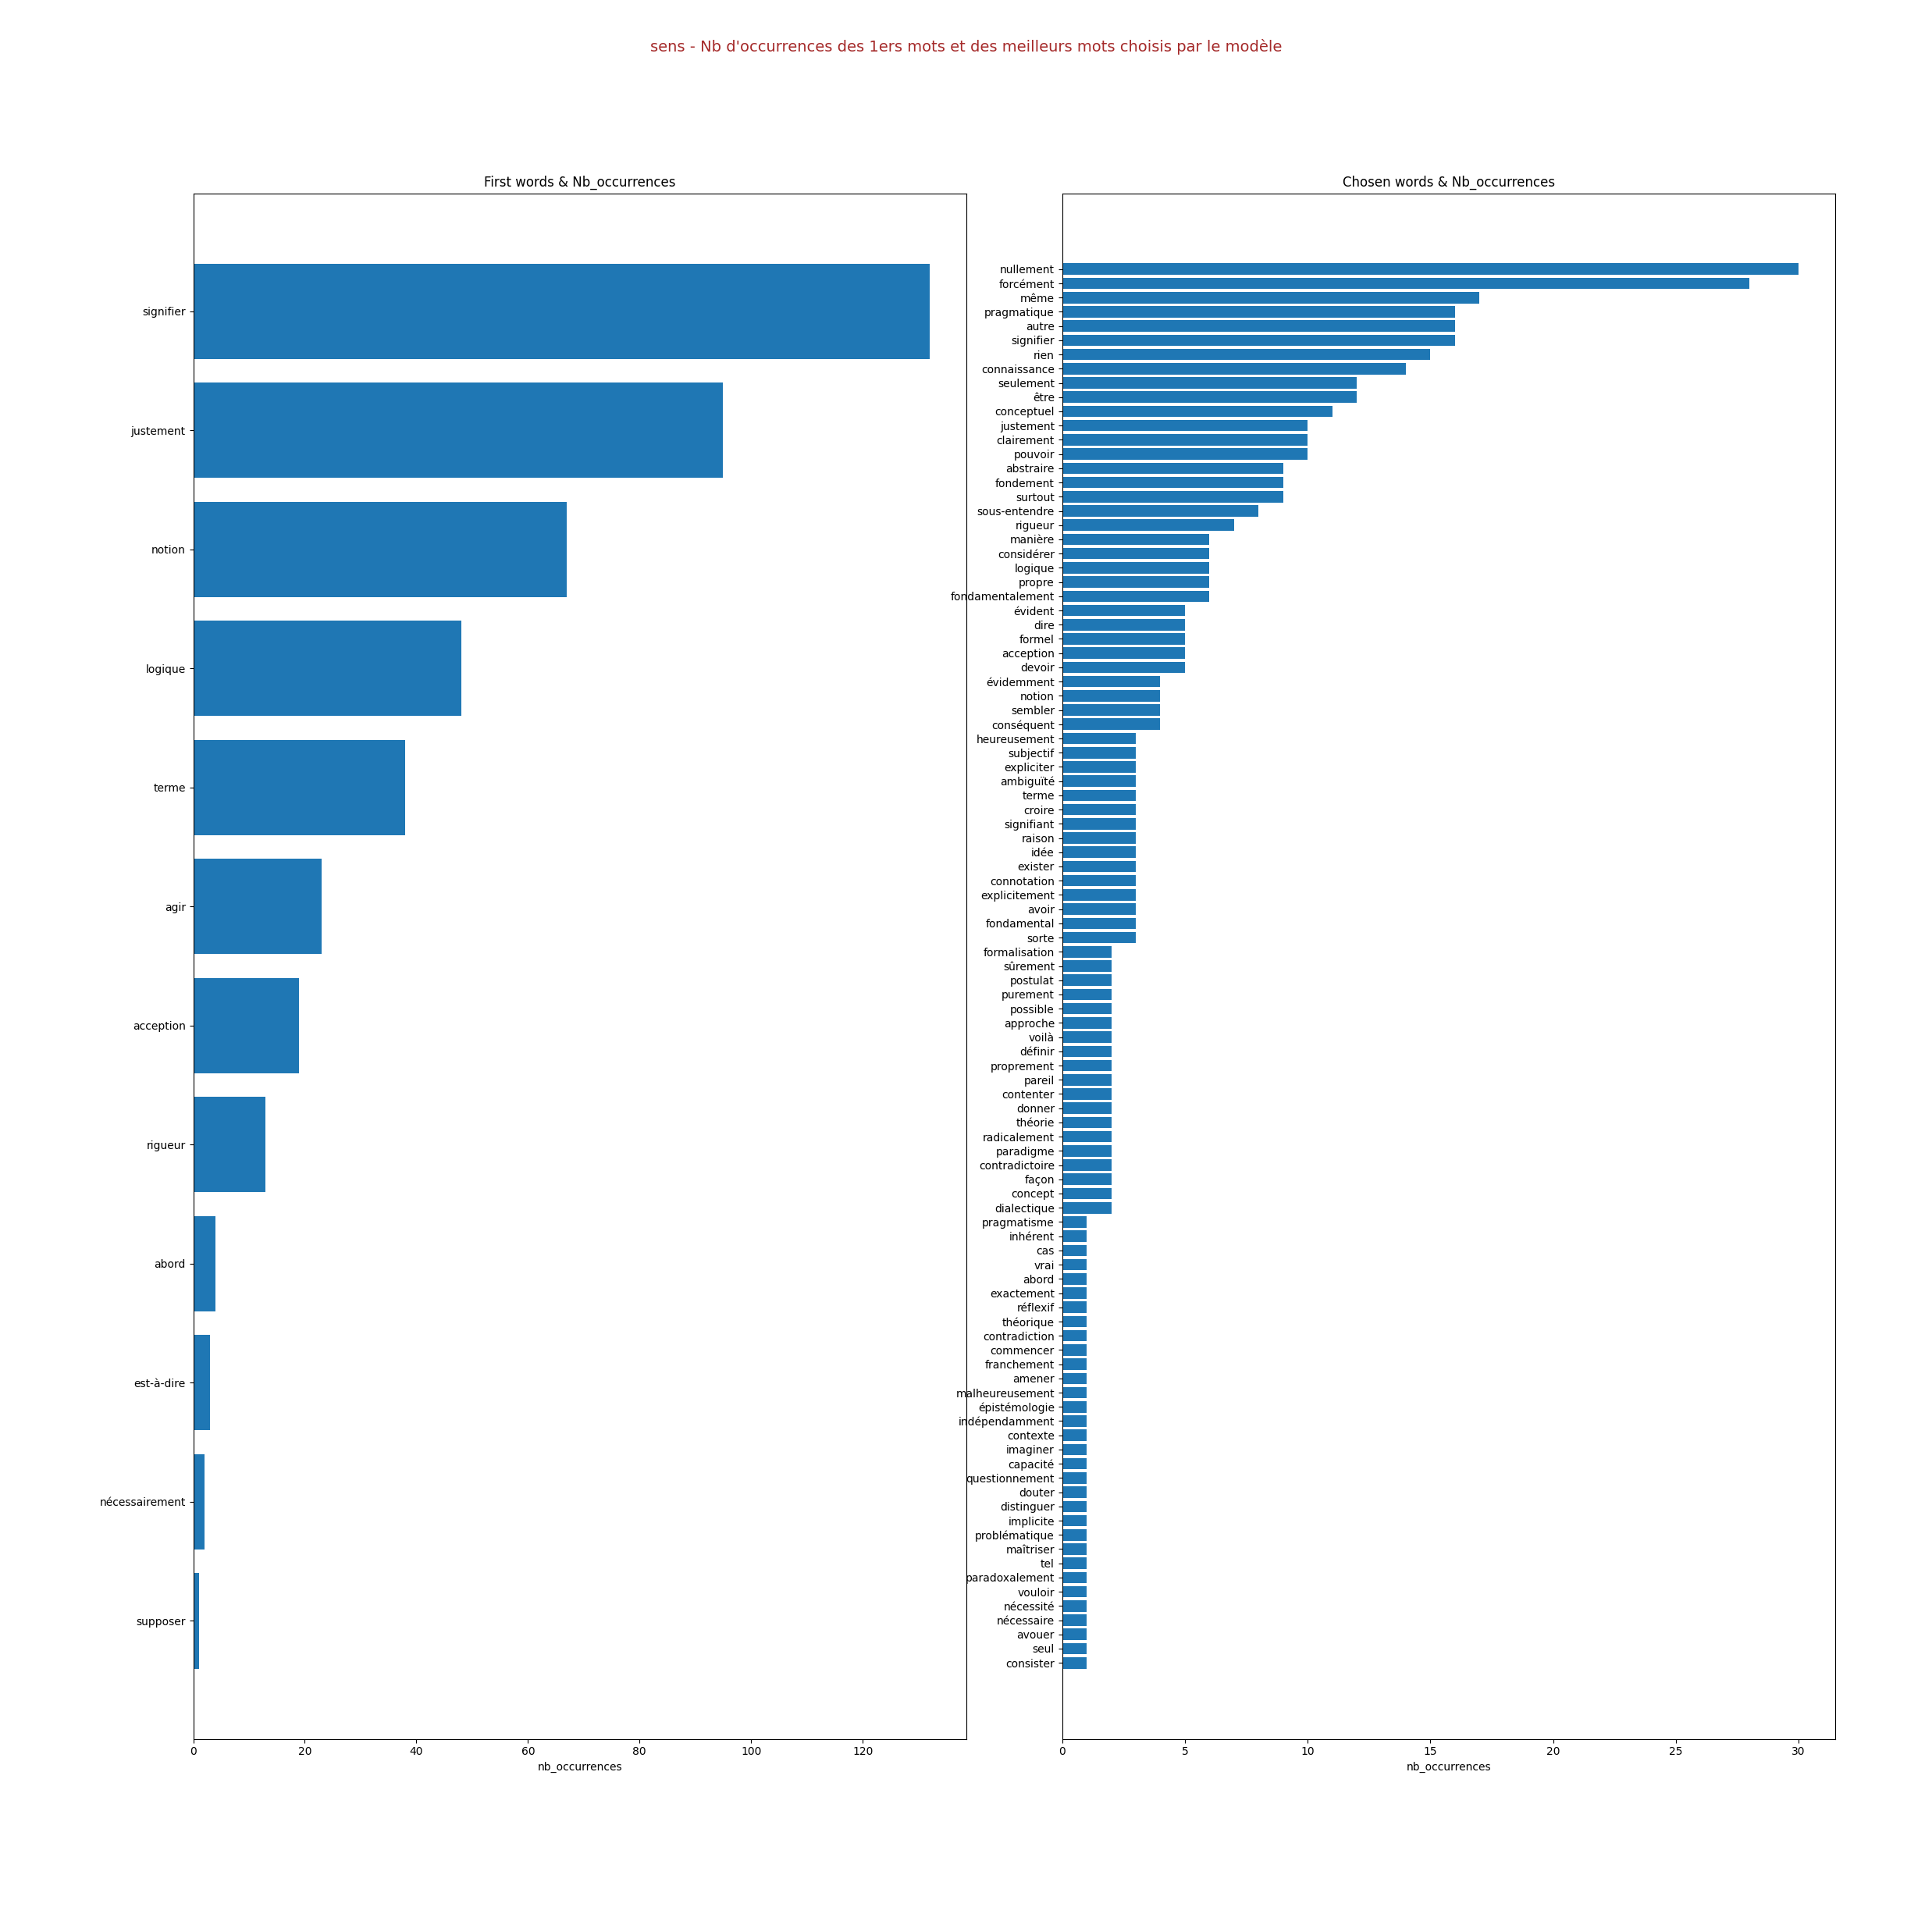 sens - Nb d'occurrences des 1ers mots et des meilleurs mots choisis par le modèle
First words & Nb_occurrences
signifier
justement
notion
logique
terme
agir
acception
rigueur
abord
est-à-dire
nécessairement
supposer
0 20 40 60 80 100 120
nb_occurrences
Chosen words & Nb_occurrences
nullement
forcément
même
pragmatique
autre
signifier
rien
connaissance
seulement
être
conceptuel
justement
clairement
pouvoir
abstraire
fondement
surtout
sous-entendre
rigueur
manière
considérer
logique
propre
fondamentalement
évident
dire
formel
acception
devoir
évidemment
notion
sembler
conséquent
heureusement
subjectif
expliciter
ambiguïté
terme
croire
signifiant
raison
idée
exister
connotation
explicitement
avoir
fondamental
sorte
formalisation
sûrement
postulat
purement
possible
approche
voilà
définir
proprement
pareil
contenter
donner
théorie
radicalement
paradigme
contradictoire
façon
concept
dialectique
pragmatisme
inhérent
cas
vrai
abord
exactement
réflexif
théorique
contradiction
commencer
franchement
amener
malheureusement
épistémologie
indépendamment
contexte
imaginer
capacité
questionnement
douter
distinguer
implicite
problématique
maîtriser
tel
paradoxalement
vouloir
nécessité
nécessaire
avouer
seul
consister
0 5 10 15 20 25 30
nb_occurrences